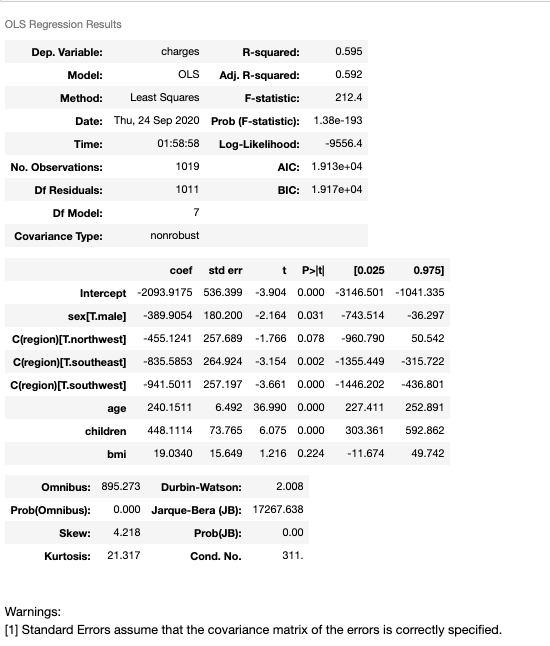 OLS Regression Results
Dep. Variable: charges R-squared: 0.595
Model: OLS Adj. R-squared: 0.592
Method: Least Squares F-statistic: 212.4
Date: Thu, 24 Sep 2020 Prob (F-statistic): 1.38e-193
Time: 01:58:58 Log-Likelihood: -9556.4
No. Observations: 1019 AIC: 1.913e+04
Df Residuals: 1011 BIC: 1.917e+04
Df Model: 7
Covariance Type: nonrobust
coef std err t P>|t| [0.025 0.975]
Intercept -2093.9175 536.399 -3.904 0.000 -3146.501 -1041.335
sex[T.male] -389.9054 180.200 -2.164 0.031 -743.514 -36.297
C(region)[T.northwest] -455.1241 257.689 -1.766 0.078 -960.790 50.542
C(region)[T.southeast] -835.5853 264.924 -3.154 0.002 -1355.449 -315.722
C(region)[T.southwest] -941.5011 257.197 -3.661 0.000 -1446.202 -436.801
age 240.1511 6.492 36.990 0.000 227.411 252.891
children 448.1114 73.765 6.075 0.000 303.361 592.862
bmi 19.0340 15.649 1.216 0.224 -11.674 49.742
Omnibus: 895.273 Durbin-Watson: 2.008
Prob(Omnibus): 0.000 Jarque-Bera (JB): 17267.638
Skew: 4.218 Prob(JB): 0.00
Kurtosis: 21.317 Cond. No. 311.
Warnings:
[1] Standard Errors assume that the covariance matrix of the errors is correctly specified.